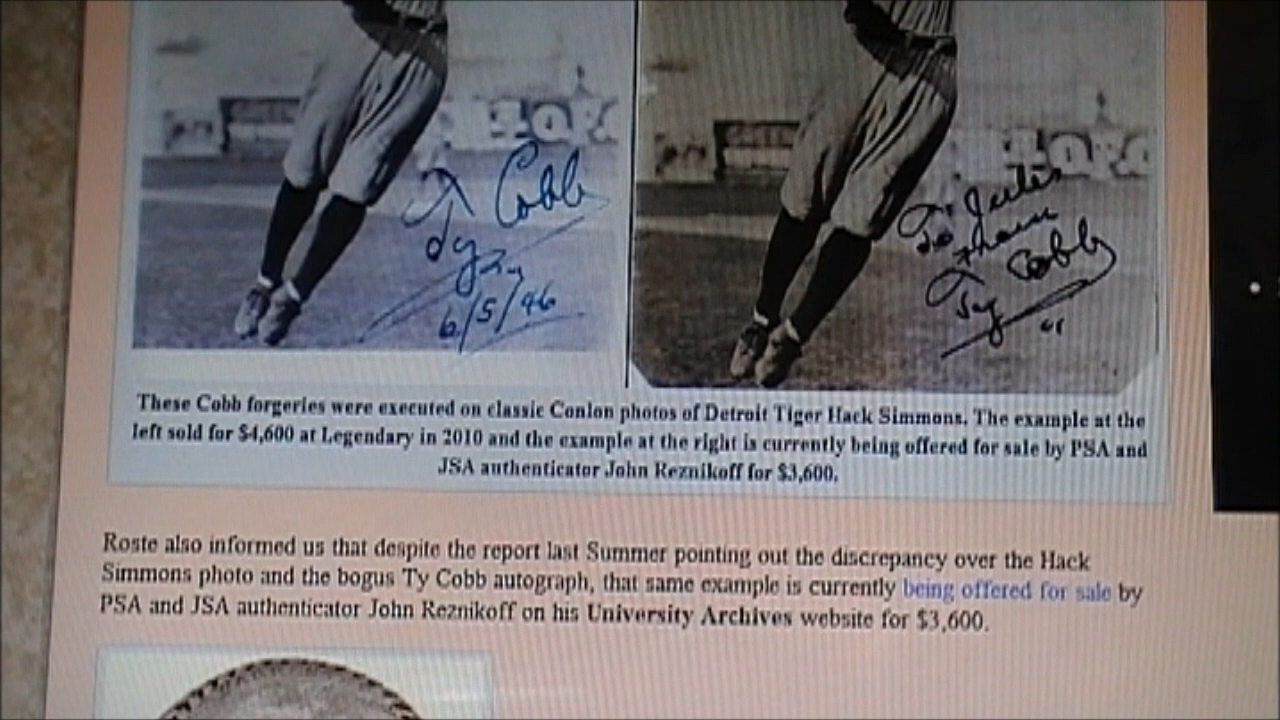 Ty Cobb
6/5/46
To Jules
Ty Cobb
These Cobb forgeries were executed on classic Conlon photos of Detroit Tiger Hack Simmons. The example at the
left sold for $4,600 at Legendary in 2010 and the example at the right is currently being offered for sale by PSA and
JSA authenticator John Reznikoff for $3,600.
Roste also informed us that despite the report last Summer pointing out the discrepancy over the Hack
Simmons photo and the bogus Ty Cobb autograph, that same example is currently being offered for sale by
PSA and JSA authenticator John Reznikoff on his University Archives website for $3,600.